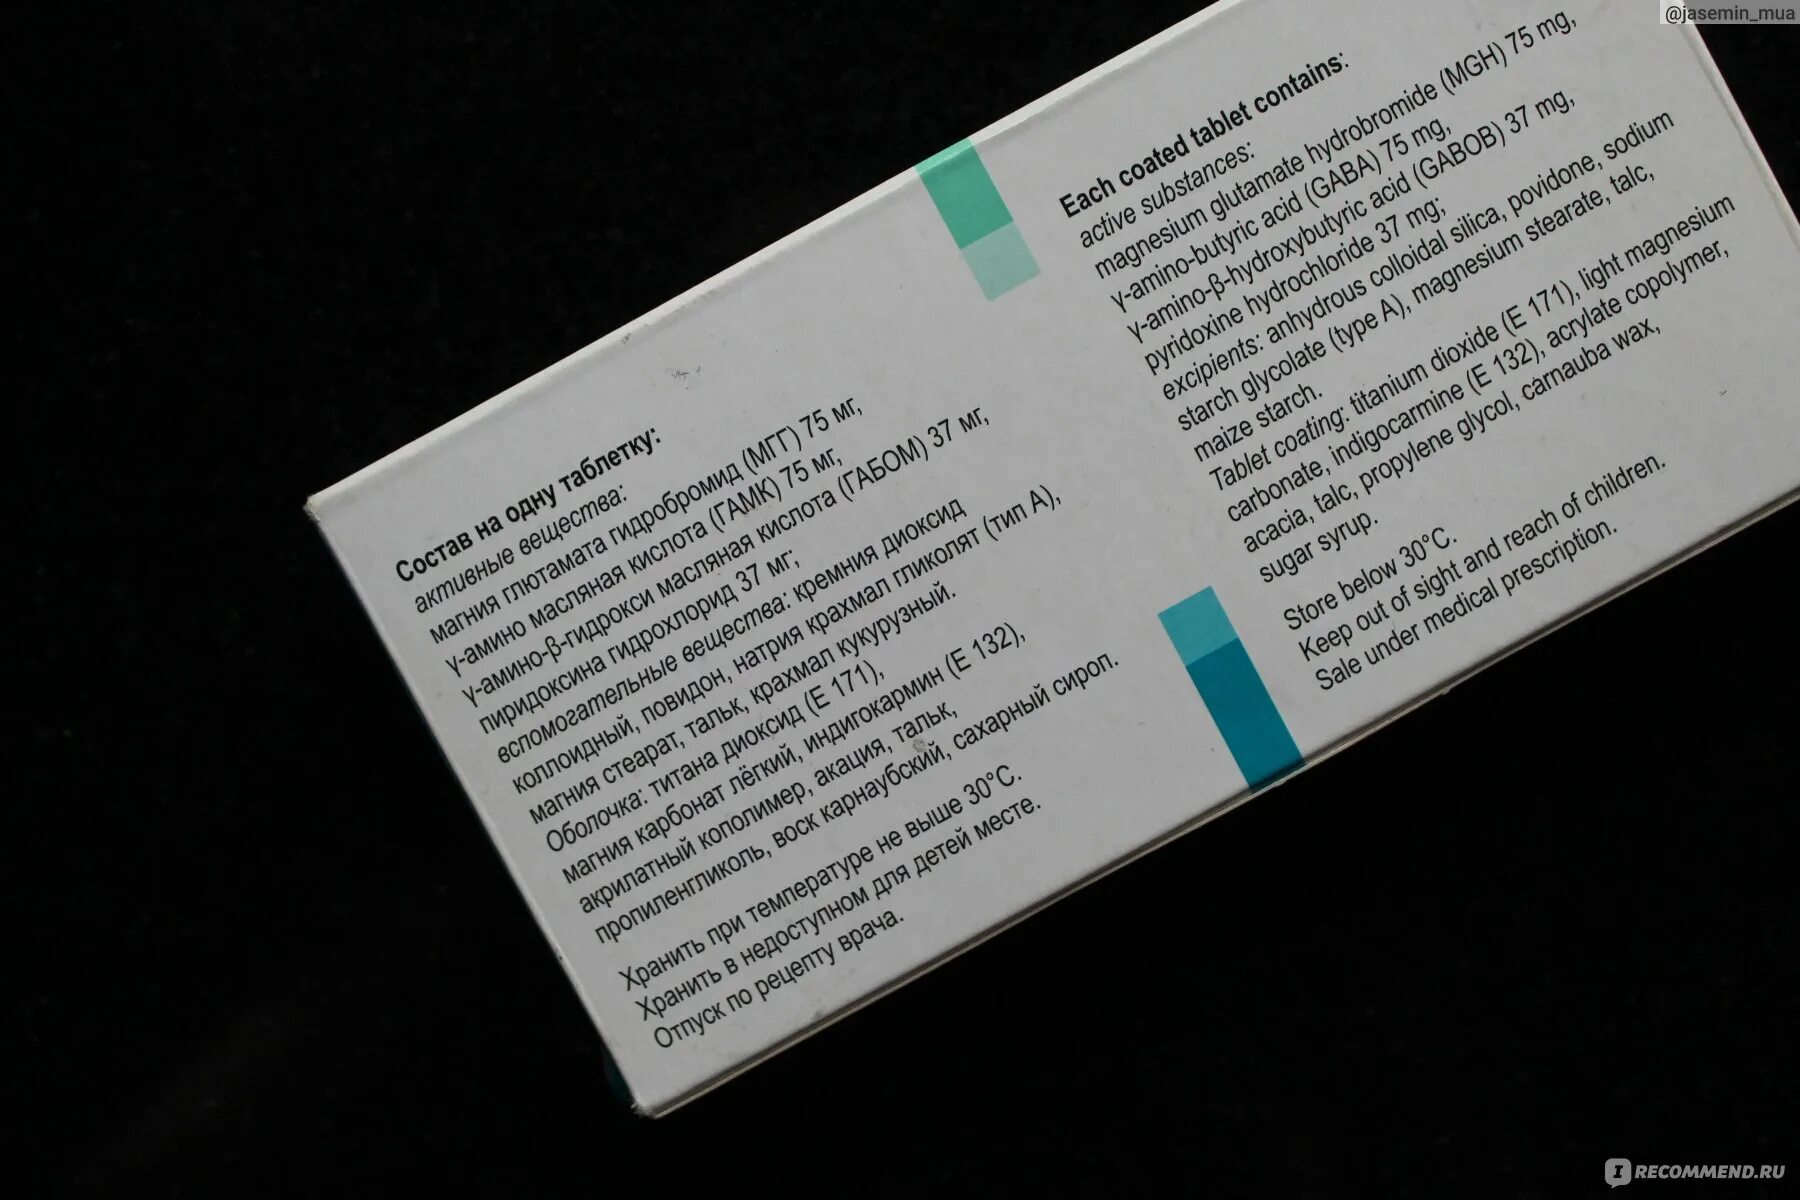 @jasemin_mua
Состав на одну таблетку:
активные вещества:
магния глютамата гидробромид (МГГ) 75 мг,
γ-амино масляная кислота (ГАМК) 75 мг,
γ-амино-β-гидрокси масляная кислота (ГАБОМ) 37 мг,
пиридоксина гидрохлорид 37 мг;
вспомогательные вещества: кремния диоксид
коллоидный, повидон, натрия крахмал гликолят (тип А),
магния стеарат, тальк, крахмал кукурузный.
Оболочка: титана диоксид (Е 171),
магния карбонат лёгкий, индигокармин (Е 132),
акрилатный кополимер, акация, тальк,
пропиленгликоль, воск карнаубский, сахарный сироп.
Хранить при температуре не выше 30°С.
Хранить в недоступном для детей месте.
Отпуск по рецепту врача.
Each coated tablet contains:
active substances:
magnesium glutamate hydrobromide (MGH) 75 mg,
γ-amino-butyric acid (GABA) 75 mg,
γ-amino-β-hydroxybutyric acid (GABOB) 37 mg,
pyridoxine hydrochloride 37 mg;
excipients: anhydrous colloidal silica, povidone, sodium
starch glycolate (type A), magnesium stearate, talc,
maize starch.
Tablet coating: titanium dioxide (E 171), light magnesium
carbonate, indigocarmine (E 132), acrylate copolymer,
acacia, talc, propylene glycol, carnauba wax,
sugar syrup.
Store below 30°C.
Keep out of sight and reach of children.
Sale under medical prescription.
IRECOMMEND.RU